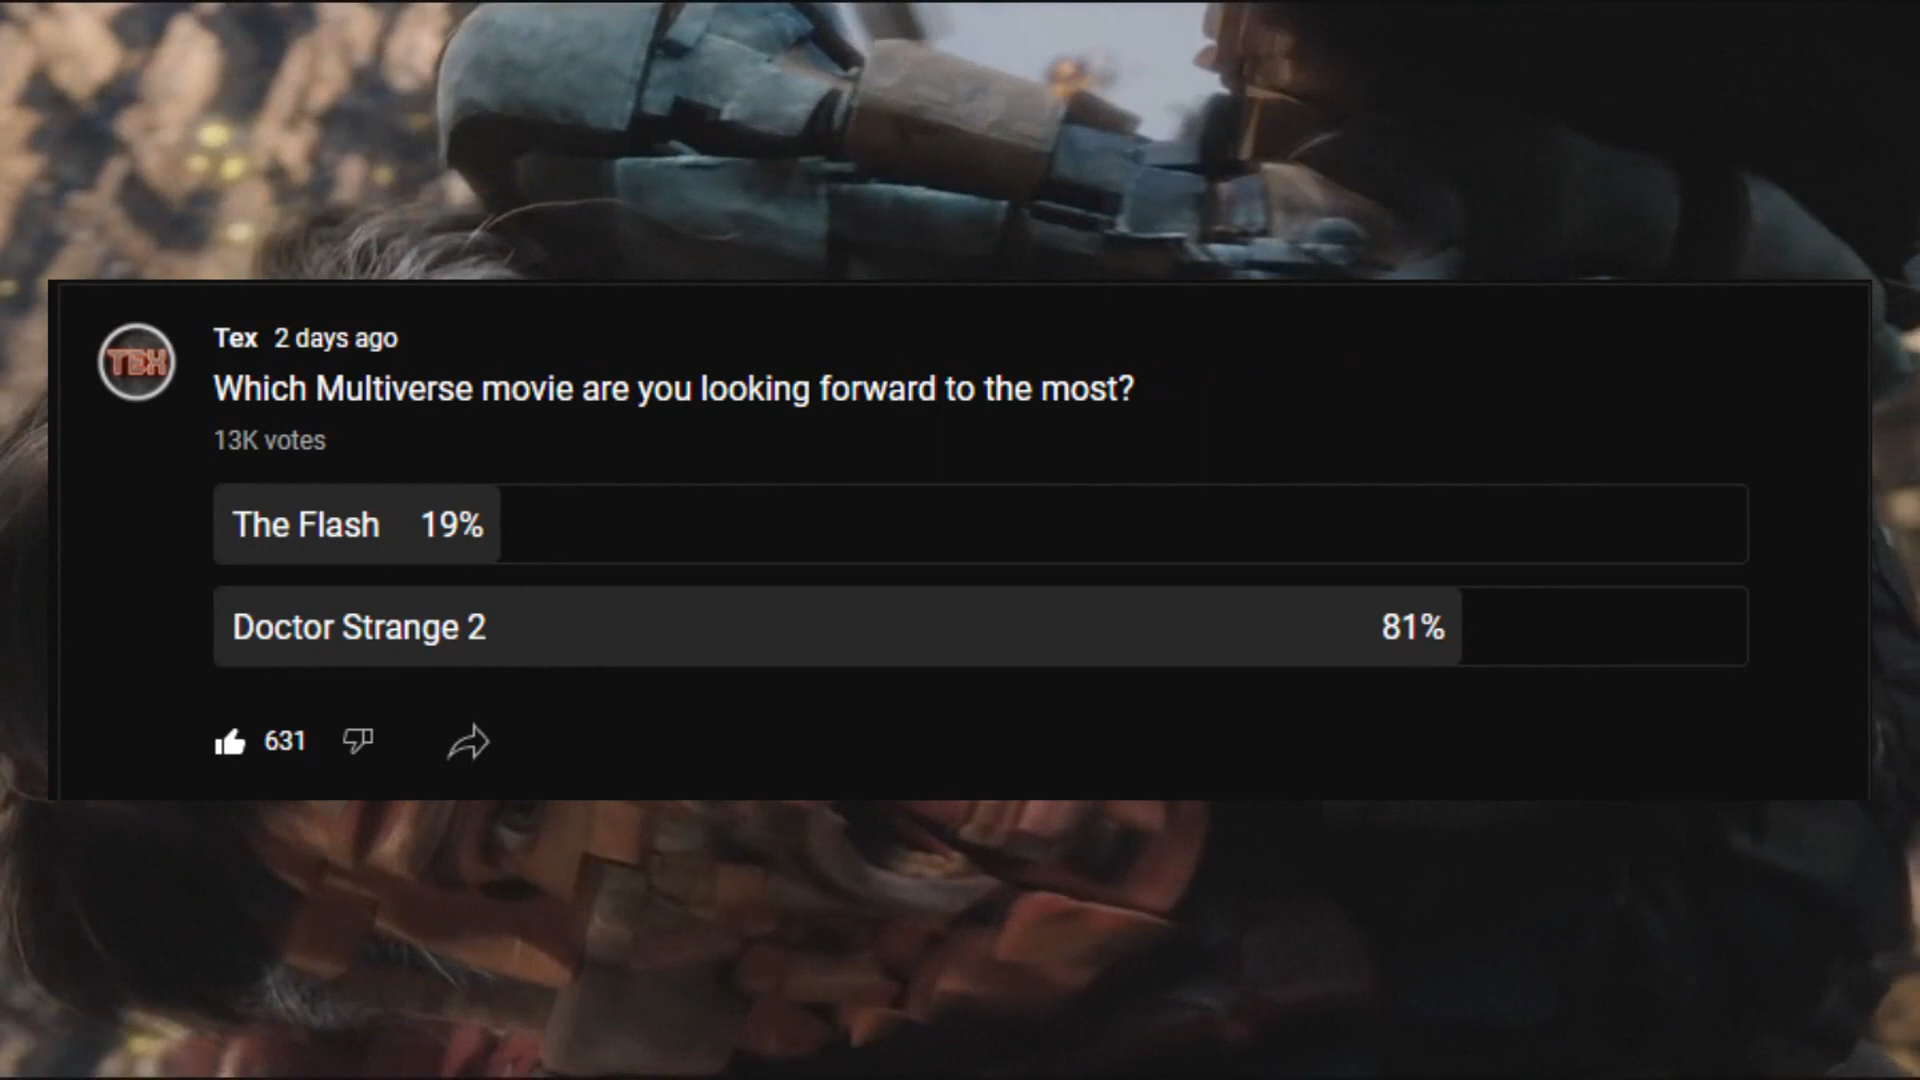 TEX
Tex 2 days ago
Which Multiverse movie are you looking forward to the most?
13K votes
The Flash 19%
Doctor Strange 2 81%
631